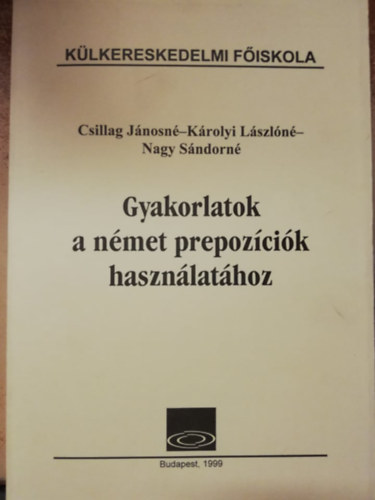 KÜLKERESKEDELMI FŐISKOLA
Csillag Jánosné–Károlyi Lászlóné–
Nagy Sándorné
Gyakorlatok
a német prepozíciók
használatához
Budapest, 1999